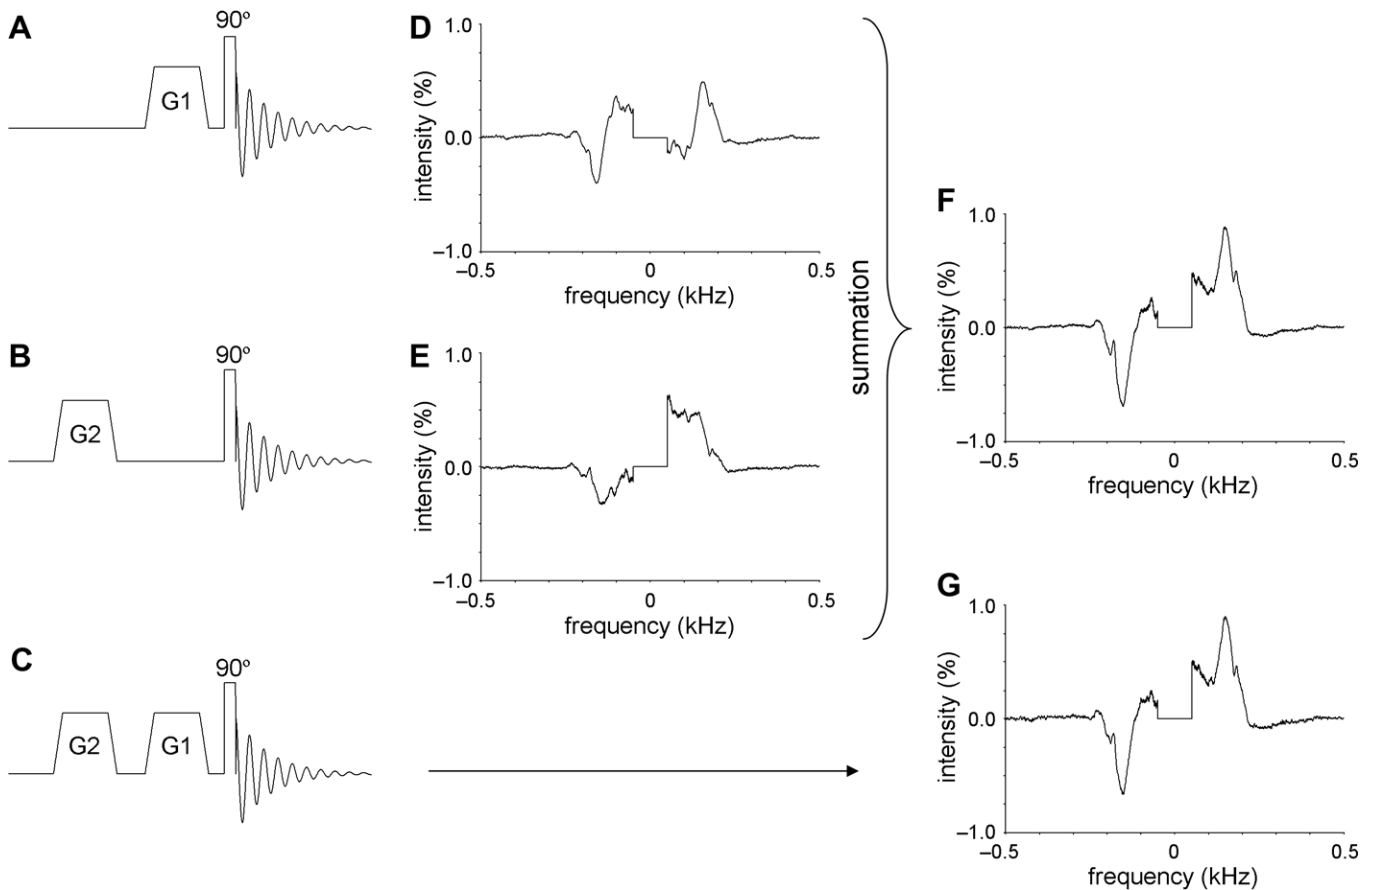 A
90º
G1
D
1.0
0.0
–1.0
intensity (%)
–0.5
0
0.5
frequency (kHz)
B
90º
G2
E
1.0
0.0
–1.0
intensity (%)
–0.5
0
0.5
frequency (kHz)
C
90º
G2
G1
summation
F
1.0
0.0
–1.0
intensity (%)
–0.5
0
0.5
frequency (kHz)
G
1.0
0.0
–1.0
intensity (%)
–0.5
0
0.5
frequency (kHz)